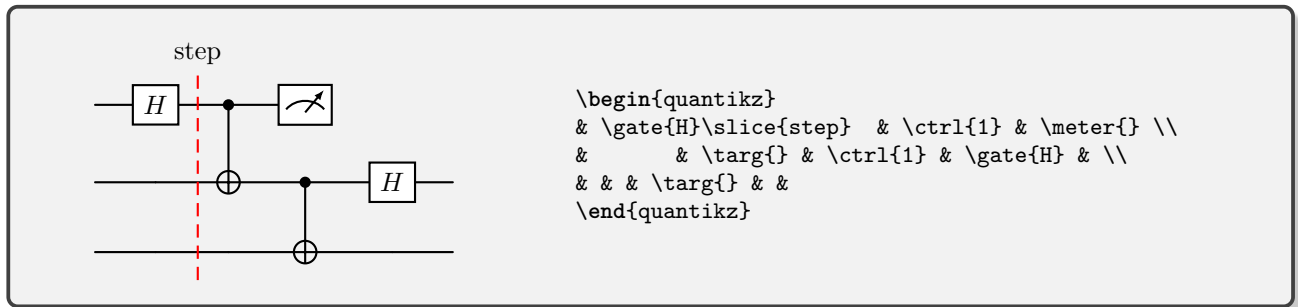 step
H
H
\begin{quantikz}
& \gate{H}\slice{step}  & \ctrl{1} & \meter{} \\
&       & \targ{} & \ctrl{1} & \gate{H} & \\
& & & \targ{} & &
\end{quantikz}